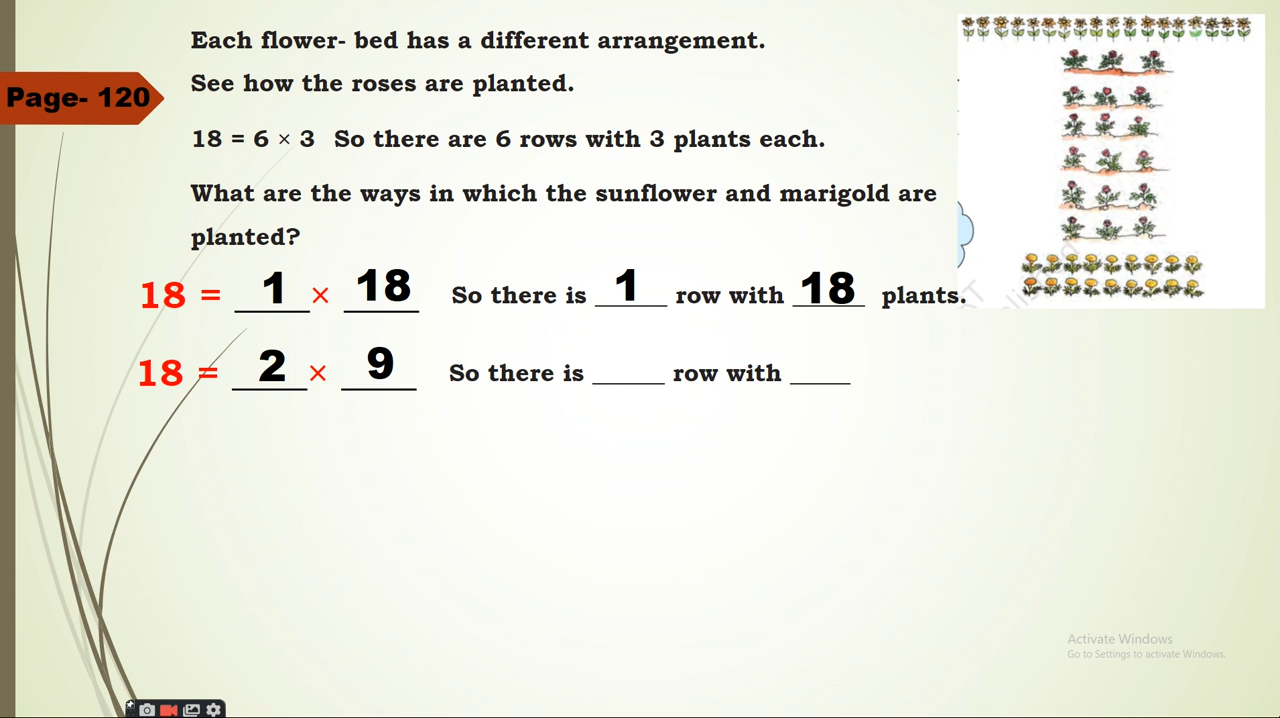 Each flower- bed has a different arrangement.
See how the roses are planted.
Page- 120
18 = 6 × 3 So there are 6 rows with 3 plants each.
What are the ways in which the sunflower and marigold are
planted?
18 = 1 × 18 So there is 1 row with 18 plants.
18 = 2 × 9 So there is _____ row with _____
Activate Windows
Go to Settings to activate Windows.